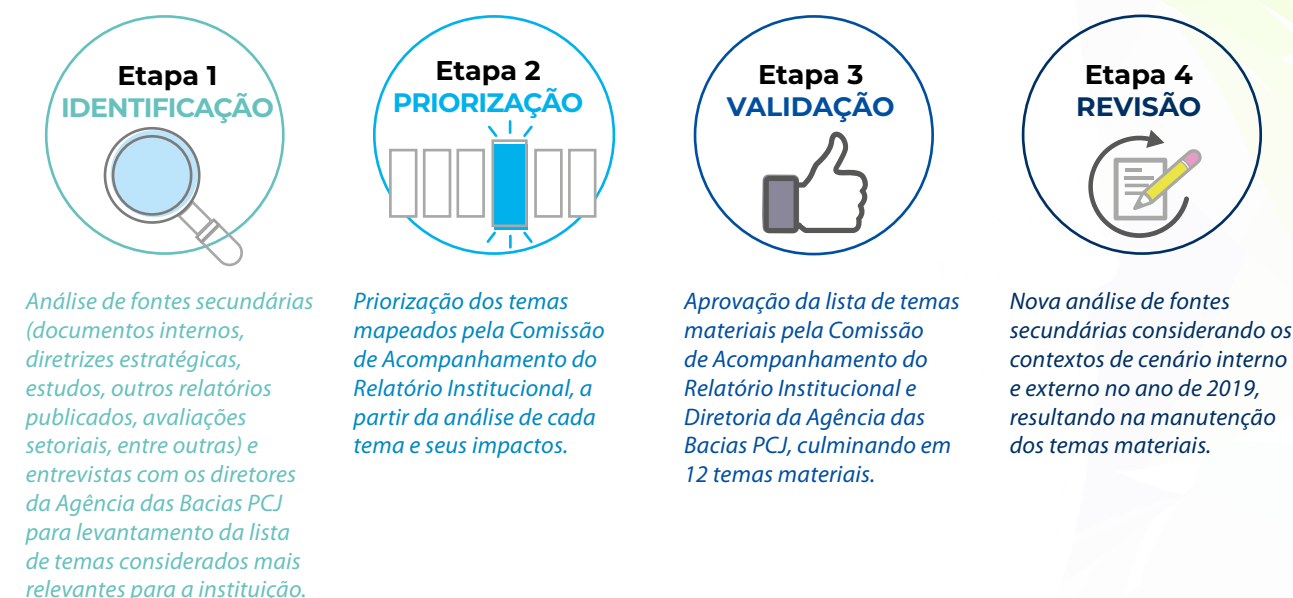 Etapa 1
IDENTIFICAÇÃO
Análise de fontes secundárias
(documentos internos,
diretrizes estratégicas,
estudos, outros relatórios
publicados, avaliações
setoriais, entre outras) e
entrevistas com os diretores
da Agência das Bacias PCJ
para levantamento da lista
de temas considerados mais
relevantes para a instituição.
Etapa 2
PRIORIZAÇÃO
Priorização dos temas
mapeados pela Comissão
de Acompanhamento do
Relatório Institucional, a
partir da análise de cada
tema e seus impactos.
Etapa 3
VALIDAÇÃO
Aprovação da lista de temas
materiais pela Comissão
de Acompanhamento do
Relatório Institucional e
Diretoria da Agência das
Bacias PCJ, culminando em
12 temas materiais.
Etapa 4
REVISÃO
Nova análise de fontes
secundárias considerando os
contextos de cenário interno
e externo no ano de 2019,
resultando na manutenção
dos temas materiais.